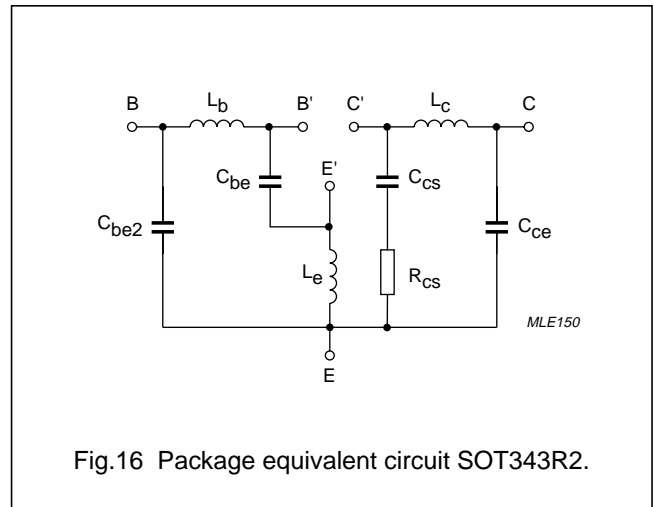 B
L_b
B'
C'
L_c
C
C_be
E'
C_cs
C_be2
C_ce
L_e
R_cs
MLE150
E
Fig.16 Package equivalent circuit SOT343R2.